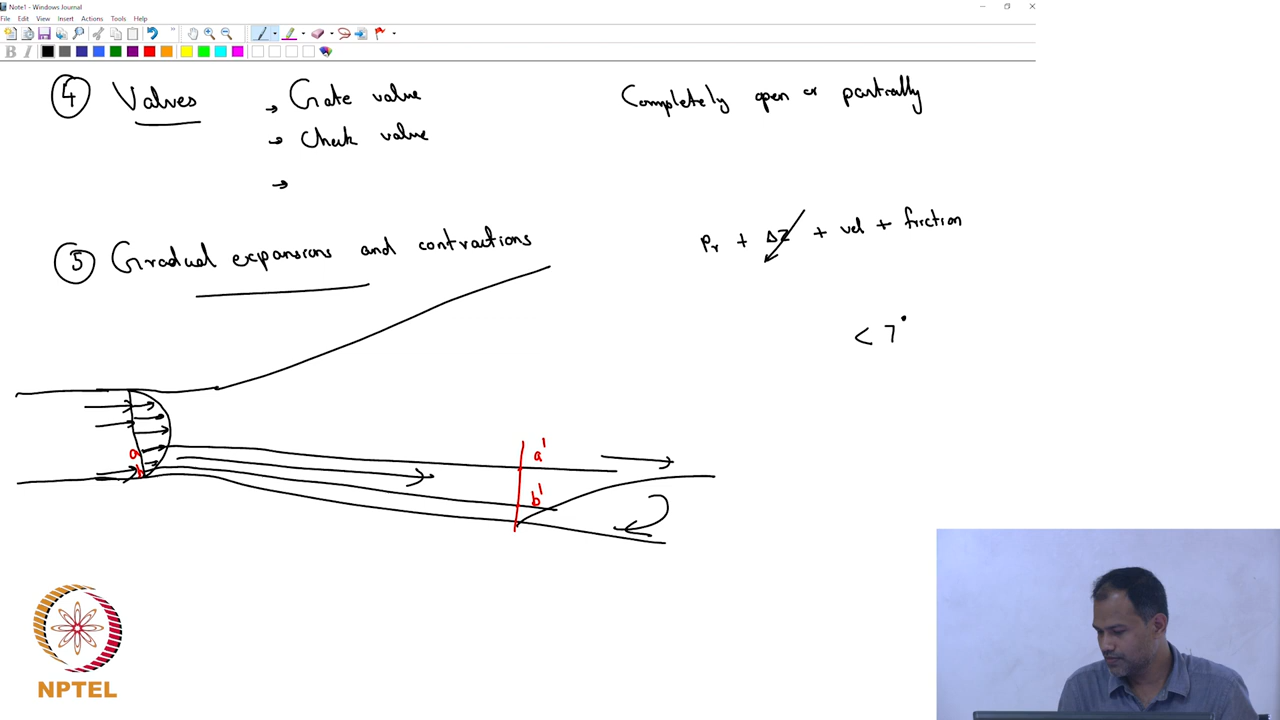 Note1 - Windows Journal
File Edit View Insert Actions Tools Help
B I
④ Valves → Gate valve Completely open or partially
→ Check valve
→
⑤ Gradual expansions and contractions
Pr + ΔZ + vel + friction
< 7°
a
b
a'
b'
NPTEL